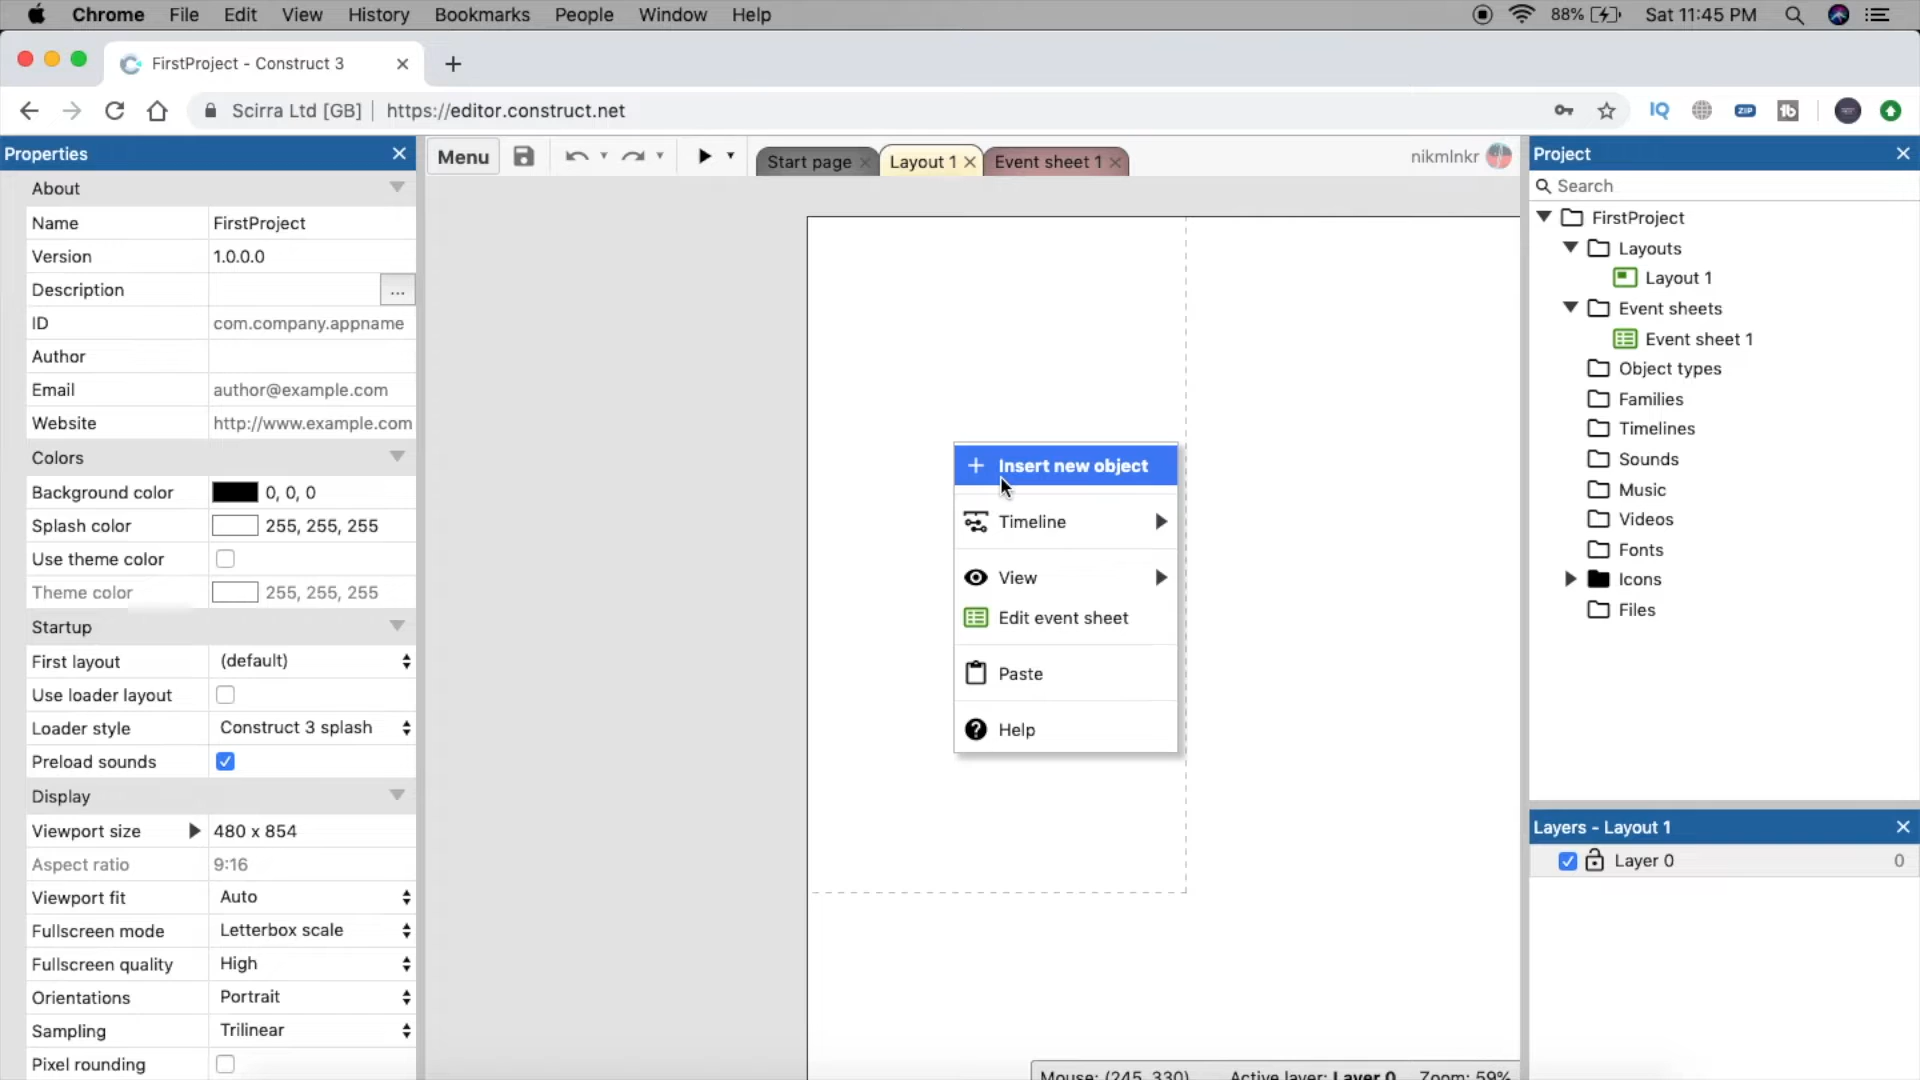 Chrome File Edit View History Bookmarks People Window Help 88% Sat 11:45 PM
FirstProject - Construct 3
Scirra Ltd [GB] | https://editor.construct.net
IQ
ZIP
tb
Properties
About
Name FirstProject
Version 1.0.0.0
Description ...
ID com.company.appname
Author
Email author@example.com
Website http://www.example.com
Colors
Background color 0, 0, 0
Splash color 255, 255, 255
Use theme color
Theme color 255, 255, 255
Startup
First layout (default)
Use loader layout
Loader style Construct 3 splash
Preload sounds
Display
Viewport size 480 x 854
Aspect ratio 9:16
Viewport fit Auto
Fullscreen mode Letterbox scale
Fullscreen quality High
Orientations Portrait
Sampling Trilinear
Pixel rounding
Menu
Start page
Layout 1
Event sheet 1
nikmlnkr
Insert new object
Timeline
View
Edit event sheet
Paste
Help
Mouse: (245, 330) Active layer: Layer 0 Zoom: 59%
Project
Search
FirstProject
Layouts
Layout 1
Event sheets
Event sheet 1
Object types
Families
Timelines
Sounds
Music
Videos
Fonts
Icons
Files
Layers - Layout 1
Layer 0 0